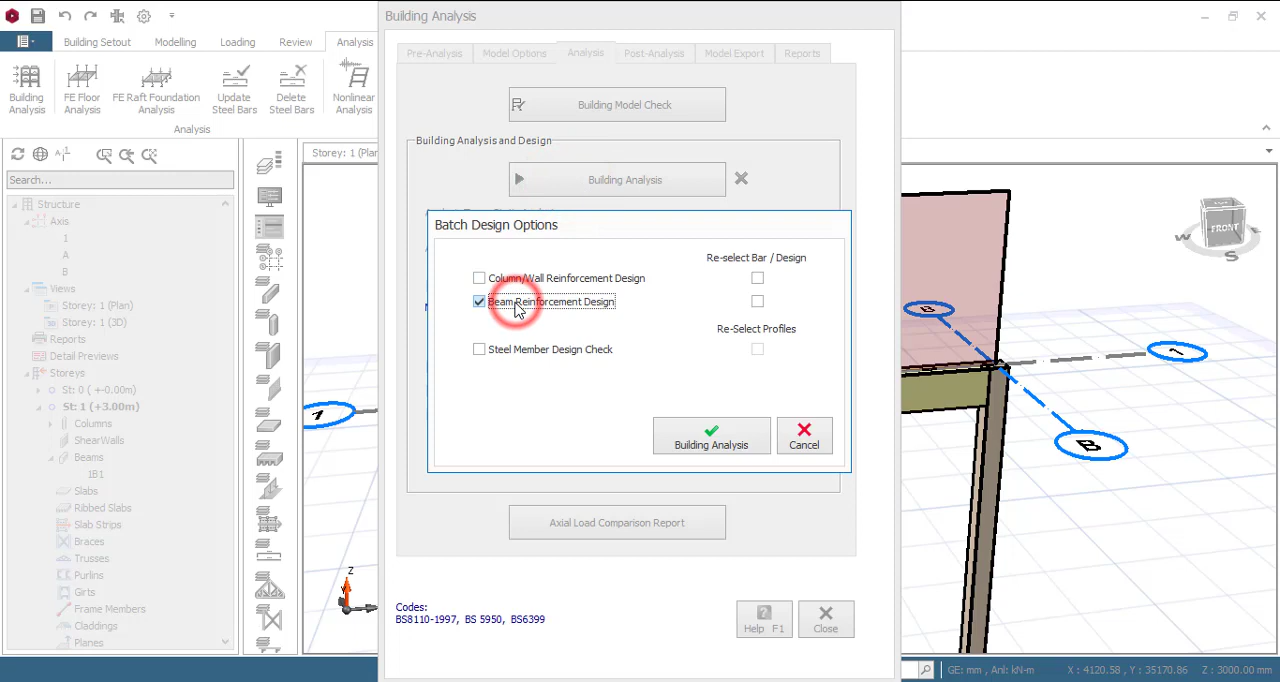 Building Analysis
Building Setout
Modelling
Loading
Review
Analysis
Building
Analysis
FE Floor
Analysis
FE Raft Foundation
Analysis
Update
Steel Bars
Delete
Steel Bars
Nonlinear
Analysis
Analysis
Search...
Structure
Axis
1
A
B
Views
Storey: 1 (Plan)
Storey: 1 (3D)
Reports
Detail Previews
Storeys
St: 0 ( +-0.00m)
St: 1 (+3.00m)
Columns
ShearWalls
Beams
1B1
Slabs
Ribbed Slabs
Slab Strips
Braces
Trusses
Purlins
Girts
Frame Members
Claddings
Planes
Storey: 1 (Plan
Pre-Analysis
Model Options
Analysis
Post-Analysis
Model Export
Reports
Building Model Check
Building Analysis and Design
Building Analysis
Batch Design Options
Re-select Bar / Design
Column/Wall Reinforcement Design
Beam Reinforcement Design
Re-Select Profiles
Steel Member Design Check
Building Analysis
Cancel
Axial Load Comparison Report
Codes:
BS8110-1997, BS 5950, BS6399
Help F1
Close
FRONT
W
S
B
1
B
1
Z
GE: mm , Anl: kN-m
X : 4120.58 , Y : 35170.86
Z : 3000.00 mm